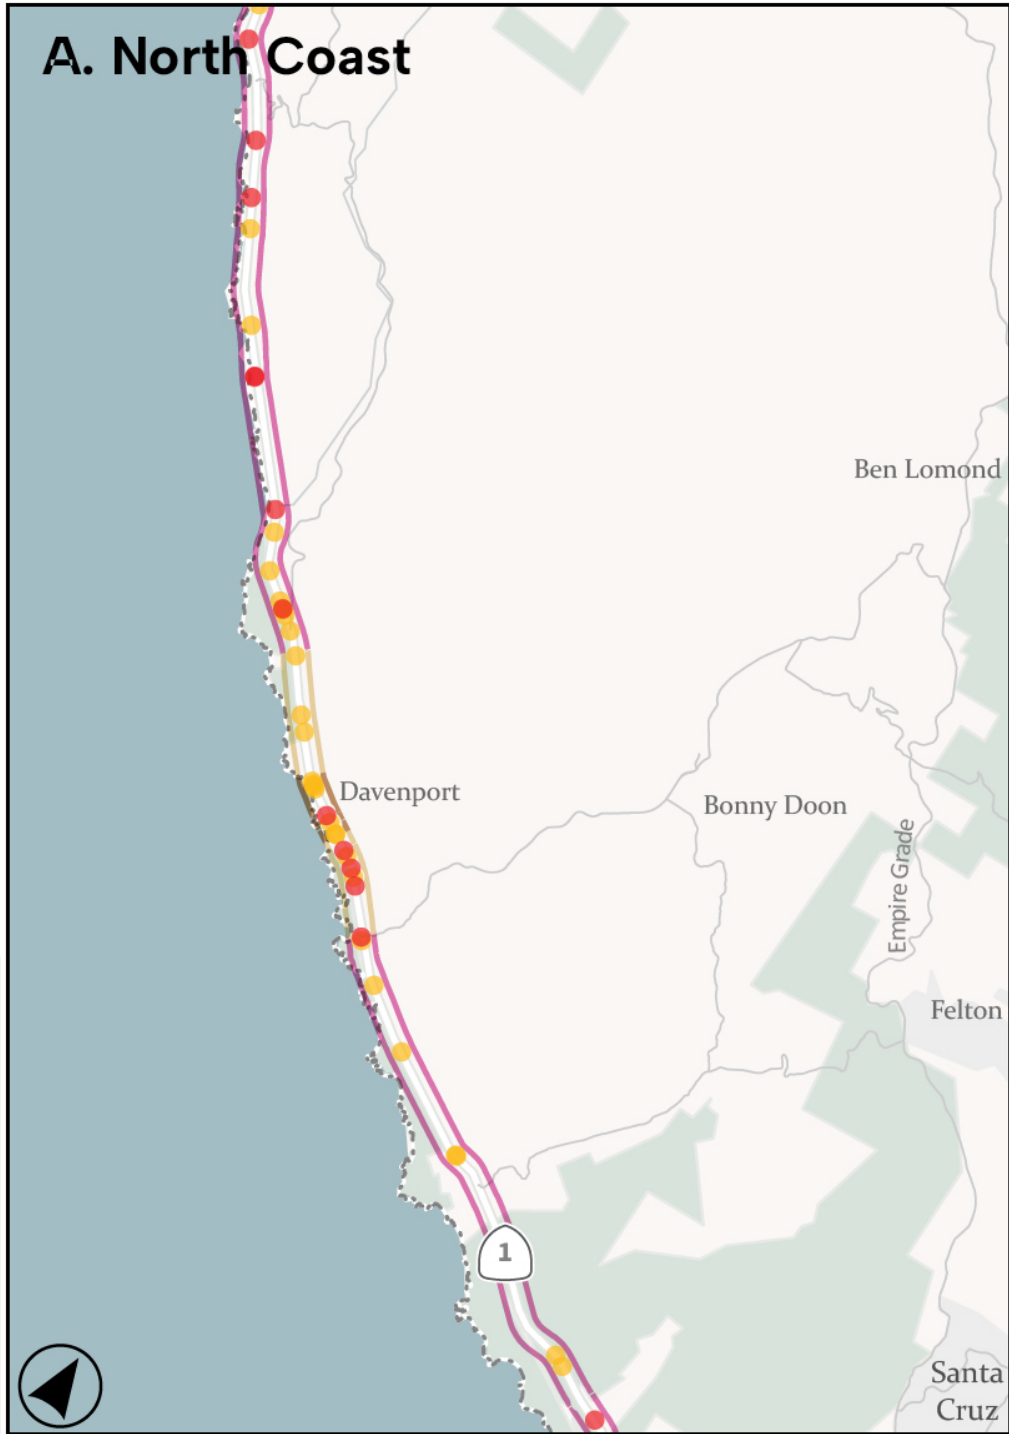 A. North Coast
Ben Lomond
Davenport
Bonny Doon
Empire Grade
Felton
1
Santa
Cruz